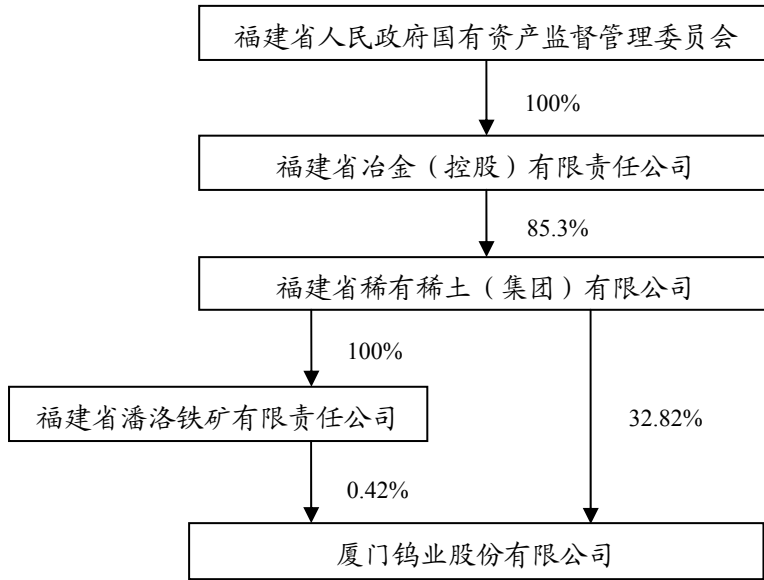 福建省人民政府国有资产监督管理委员会
100%
福建省冶金（控股）有限责任公司
85.3%
福建省稀有稀土（集团）有限公司
100%
福建省潘洛铁矿有限责任公司
32.82%
0.42%
厦门钨业股份有限公司